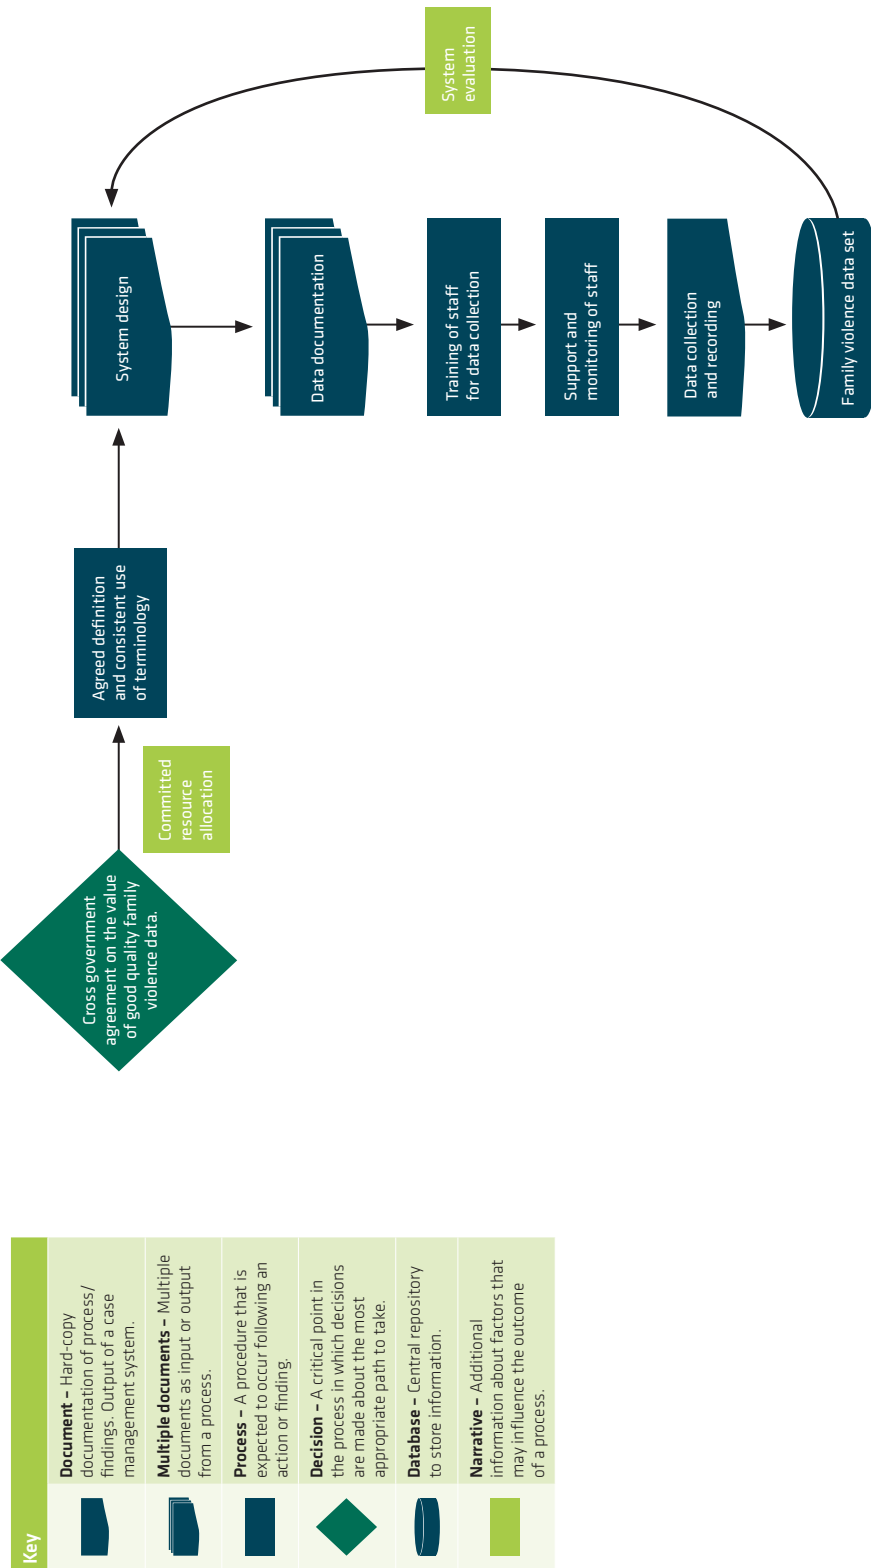 Key
Document – Hard-copy
documentation of process/
findings. Output of a case
management system.
Multiple documents – Multiple
documents as input or output
from a process.
Process – A procedure that is
expected to occur following an
action or finding.
Decision – A critical point in
the process in which decisions
are made about the most
appropriate path to take.
Database – Central repository
to store information.
Narrative – Additional
information about factors that
may influence the outcome
of a process.
Cross government
agreement on the value
of good quality family
violence data.
Committed
resource
allocation
Agreed definition
and consistent use
of terminology
System design
Data documentation
Training of staff
for data collection
Support and
monitoring of staff
Data collection
and recording
Family violence data set
System
evaluation